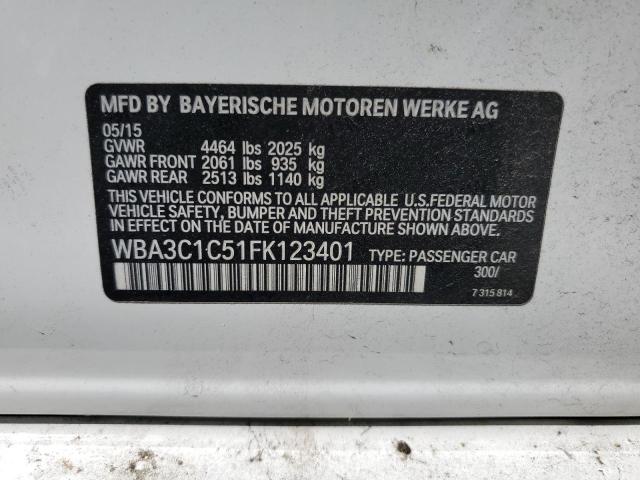 MFD BY BAYERISCHE MOTOREN WERKE AG
05/15
GVWR 4464 lbs 2025 kg
GAWR FRONT 2061 lbs 935 kg
GAWR REAR 2513 lbs 1140 kg
THIS VEHICLE CONFORMS TO ALL APPLICABLE U.S.FEDERAL MOTOR
VEHICLE SAFETY, BUMPER AND THEFT PREVENTION STANDARDS
IN EFFECT ON THE DATE OF MANUFACTURE SHOWN ABOVE.
WBA3C1C51FK123401 TYPE: PASSENGER CAR
300/
7 315 814